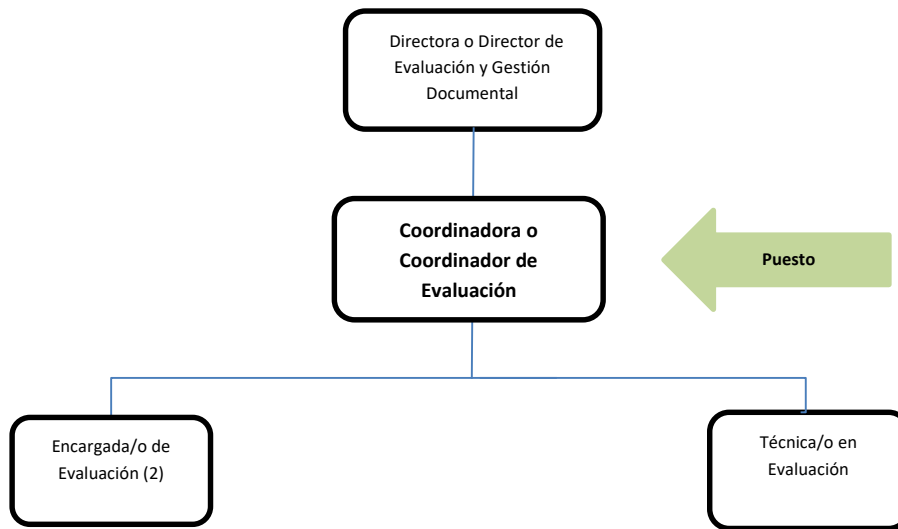 Directora o Director de
Evaluación y Gestión
Documental
Coordinadora o
Coordinador de
Evaluación
Puesto
Encargada/o de
Evaluación (2)
Técnica/o en
Evaluación